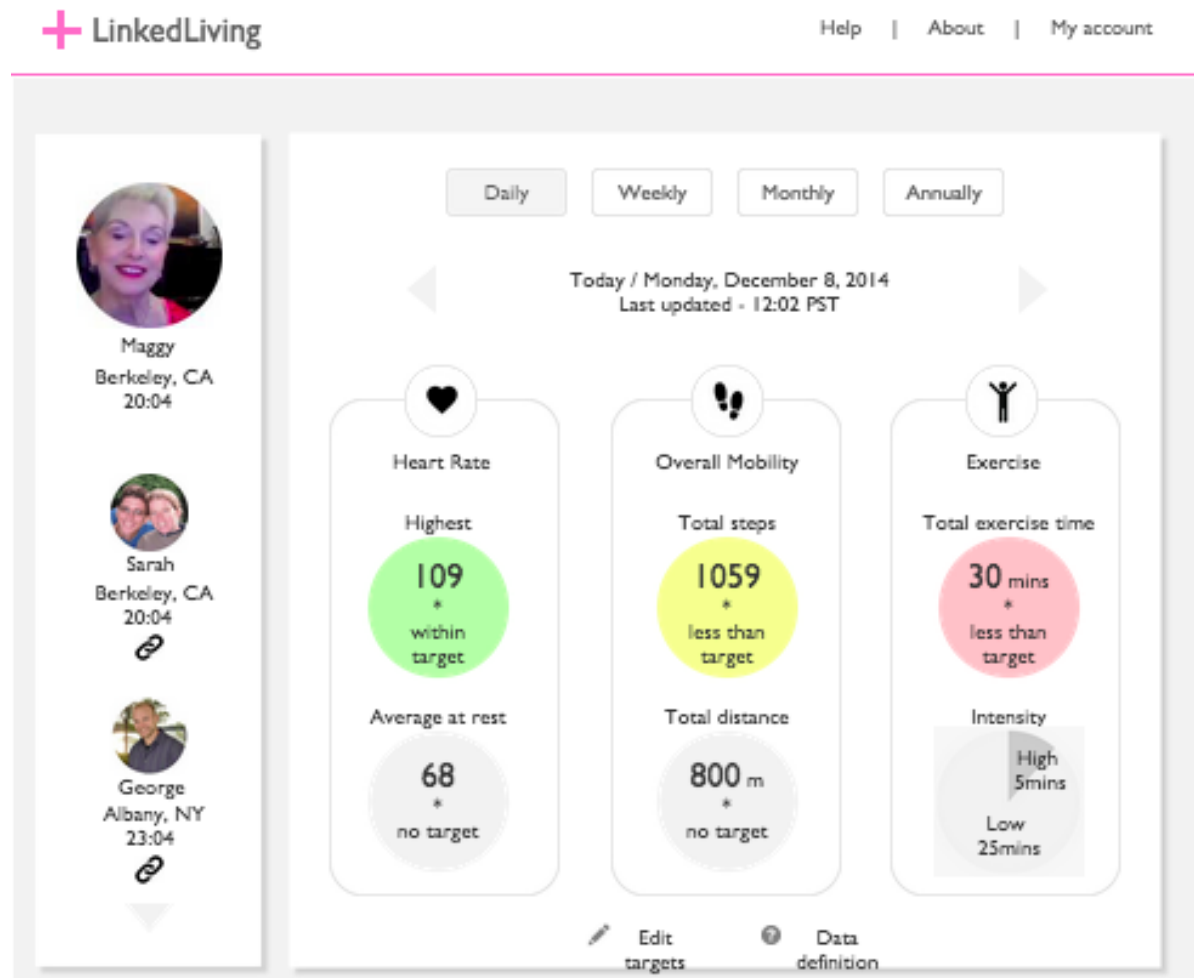 LinkedLiving
Help | About | My account
Maggy
Berkeley, CA
20:04
Sarah
Berkeley, CA
20:04
George
Albany, NY
23:04
Daily
Weekly
Monthly
Annually
Today / Monday, December 8, 2014
Last updated - 12:02 PST
Heart Rate
Highest
109
*
within
target
Average at rest
68
*
no target
Overall Mobility
Total steps
1059
*
less than
target
Total distance
800 m
*
no target
Exercise
Total exercise time
30 mins
*
less than
target
Intensity
High
5mins
Low
25mins
Edit
targets
Data
definition